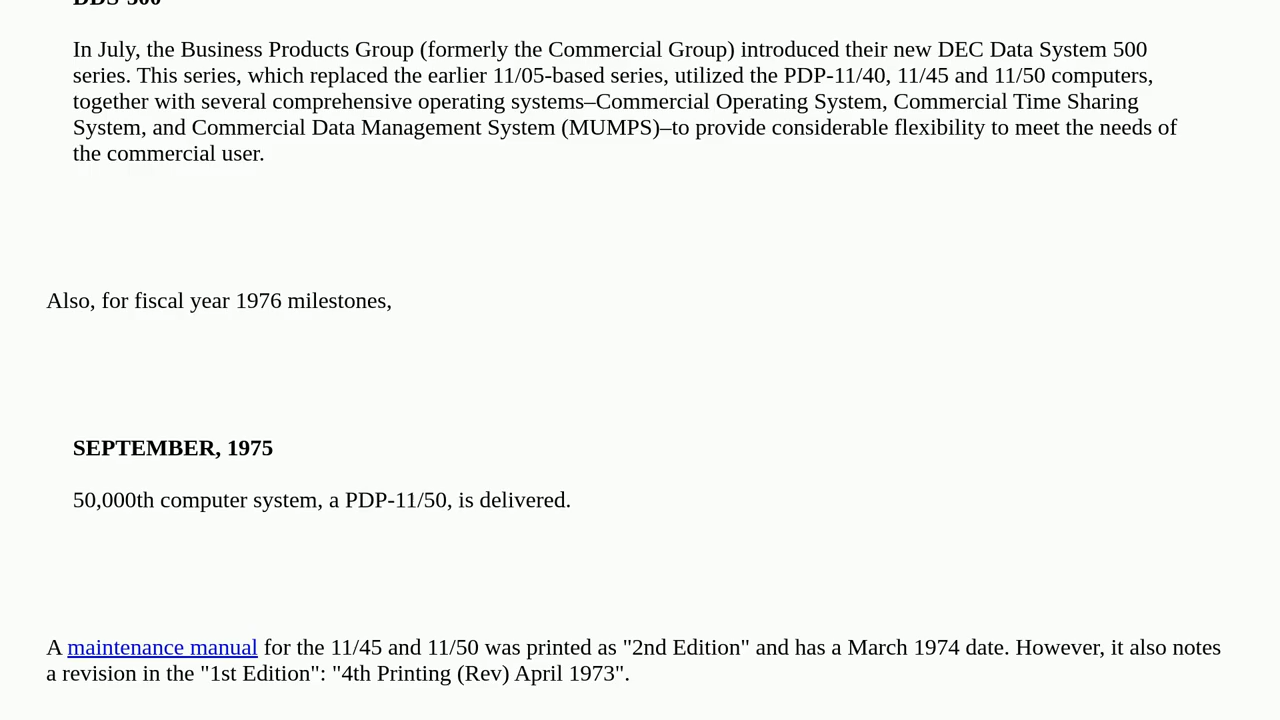 DDS-500
In July, the Business Products Group (formerly the Commercial Group) introduced their new DEC Data System 500
series. This series, which replaced the earlier 11/05-based series, utilized the PDP-11/40, 11/45 and 11/50 computers,
together with several comprehensive operating systems–Commercial Operating System, Commercial Time Sharing
System, and Commercial Data Management System (MUMPS)–to provide considerable flexibility to meet the needs of
the commercial user.
Also, for fiscal year 1976 milestones,
SEPTEMBER, 1975
50,000th computer system, a PDP-11/50, is delivered.
A maintenance manual for the 11/45 and 11/50 was printed as "2nd Edition" and has a March 1974 date. However, it also notes
a revision in the "1st Edition": "4th Printing (Rev) April 1973".